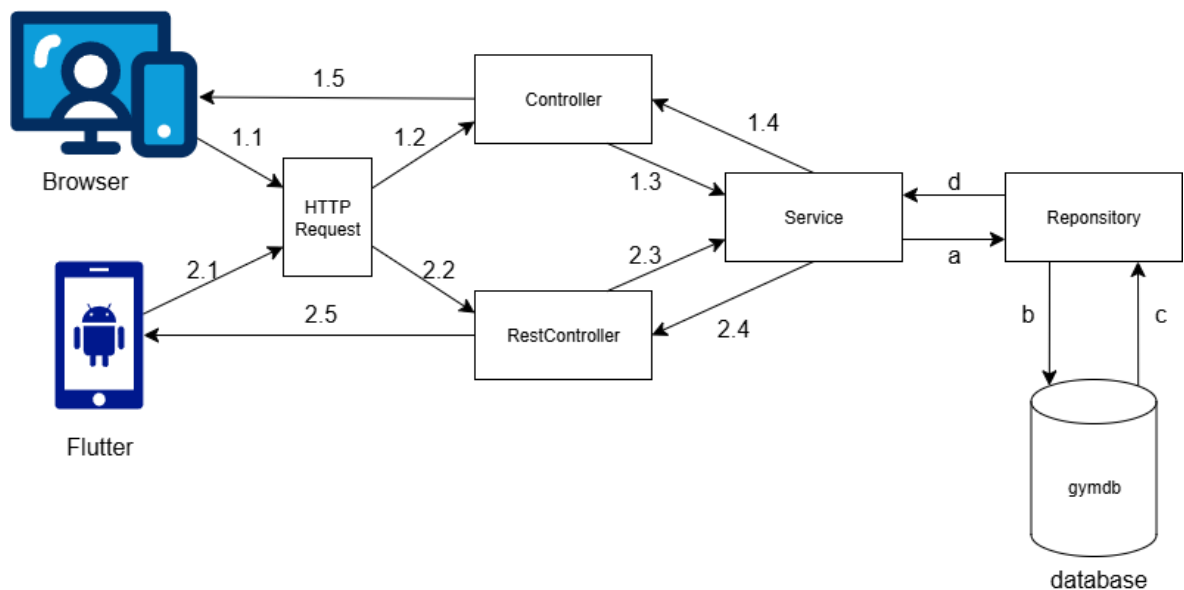 1.5
Controller
1.4
1.1
1.2
Browser
1.3
HTTP
Request
Service
d
Reponsitory
a
2.1
2.2
2.3
2.5
RestController
2.4
b
c
Flutter
gymdb
database